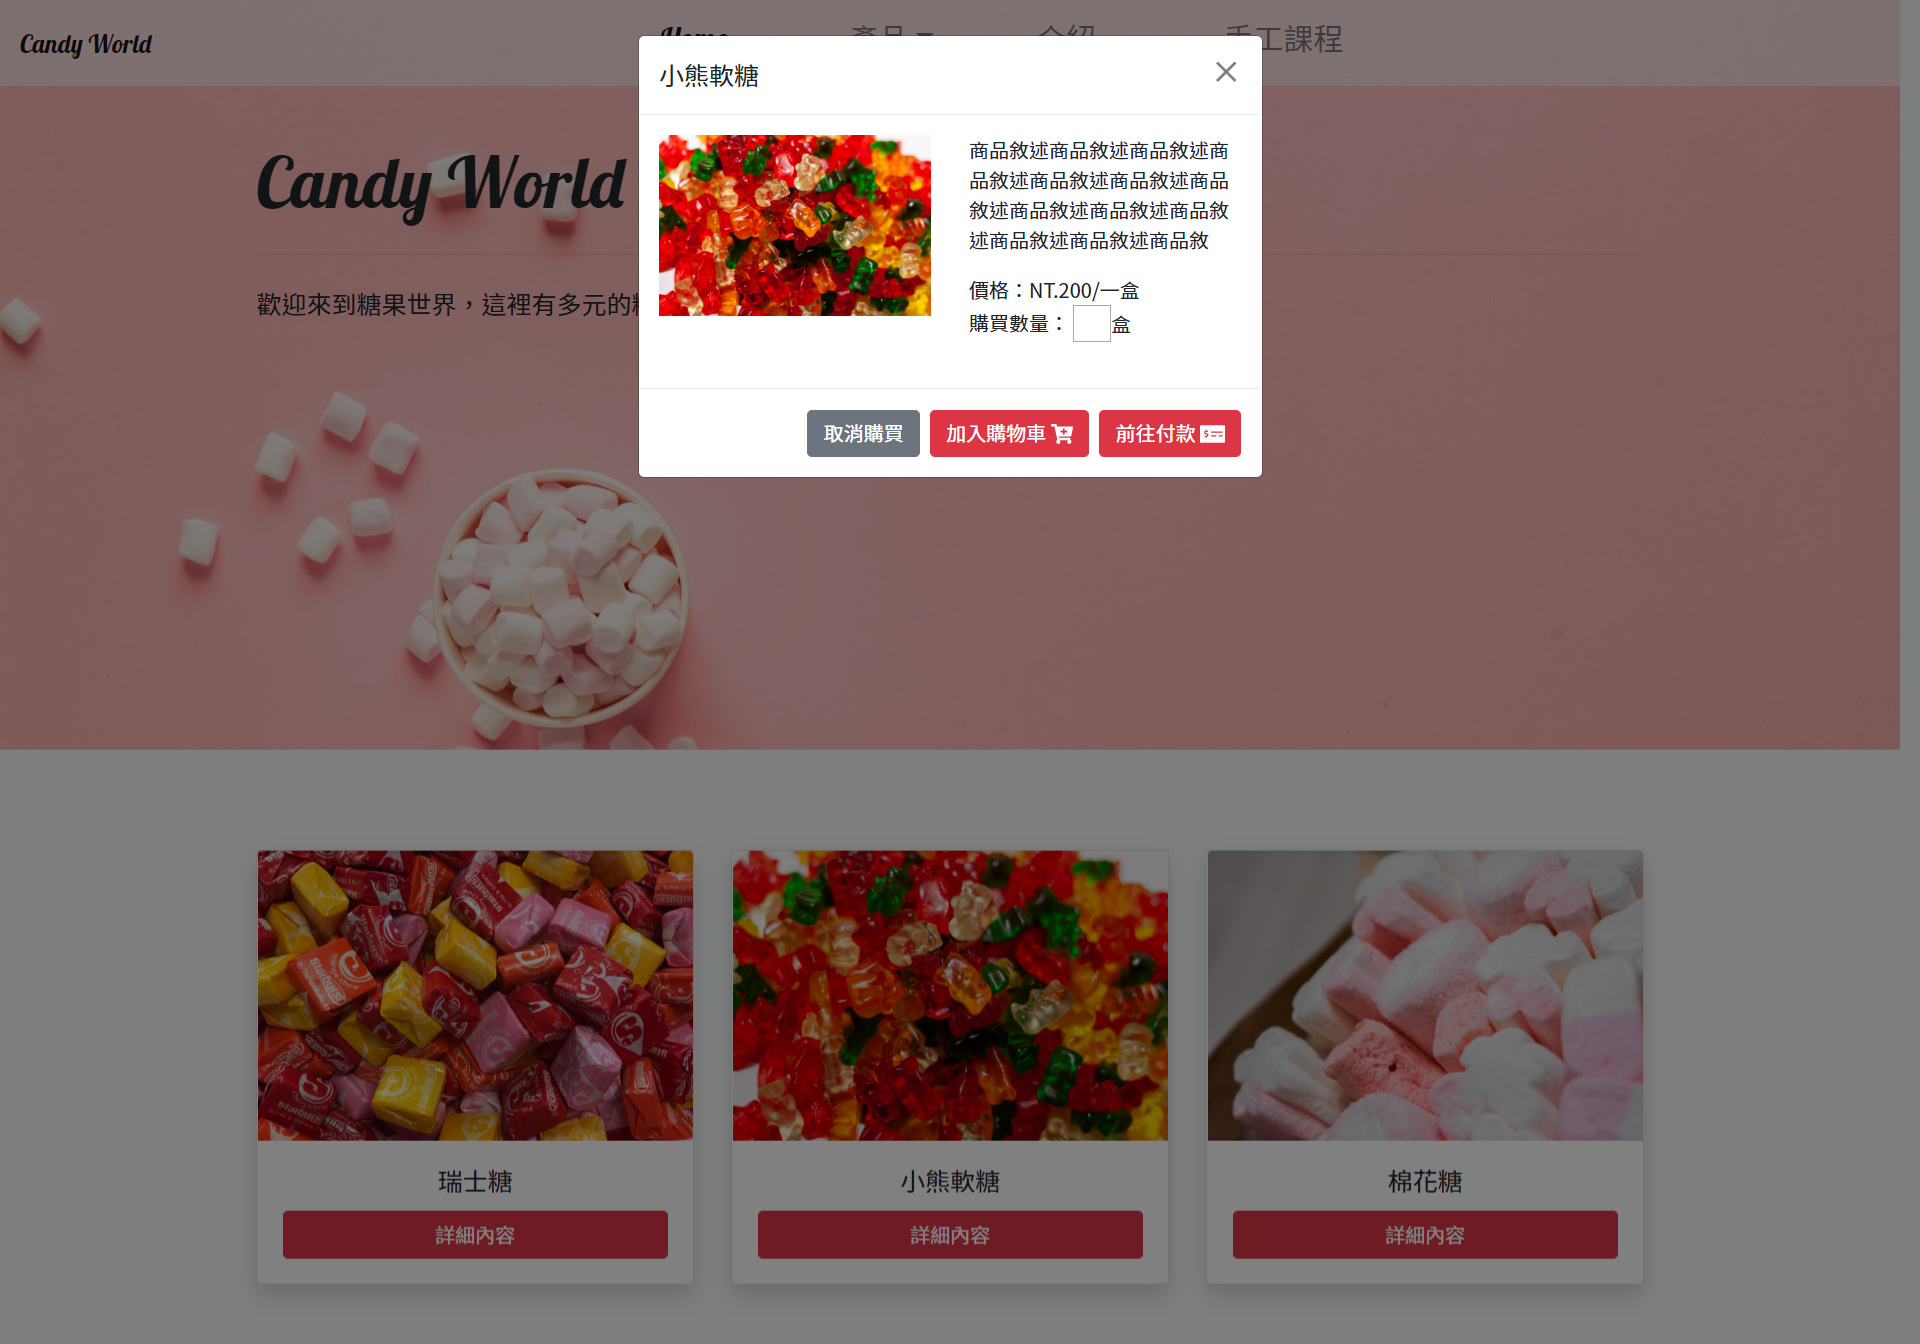 Candy World
Home 產品 介紹 手工課程
小熊軟糖
商品敘述商品敘述商品敘述商
品敘述商品敘述商品敘述商品
敘述商品敘述商品敘述商品敘
述商品敘述商品敘述商品敘
價格：NT.200/一盒
購買數量： 盒
取消購買 加入購物車 前往付款
Candy World
歡迎來到糖果世界，這裡有多元的
瑞士糖 小熊軟糖 棉花糖
詳細內容 詳細內容 詳細內容